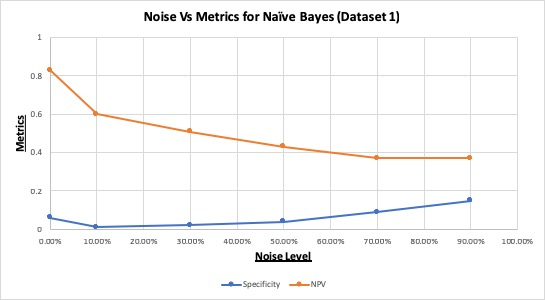 Noise Vs Metrics for Naïve Bayes (Dataset 1)
1
0.8
0.6
0.4
0.2
0
Metrics
0.00% 10.00% 20.00% 30.00% 40.00% 50.00% 60.00% 70.00% 80.00% 90.00% 100.00%
Noise Level
Specificity NPV